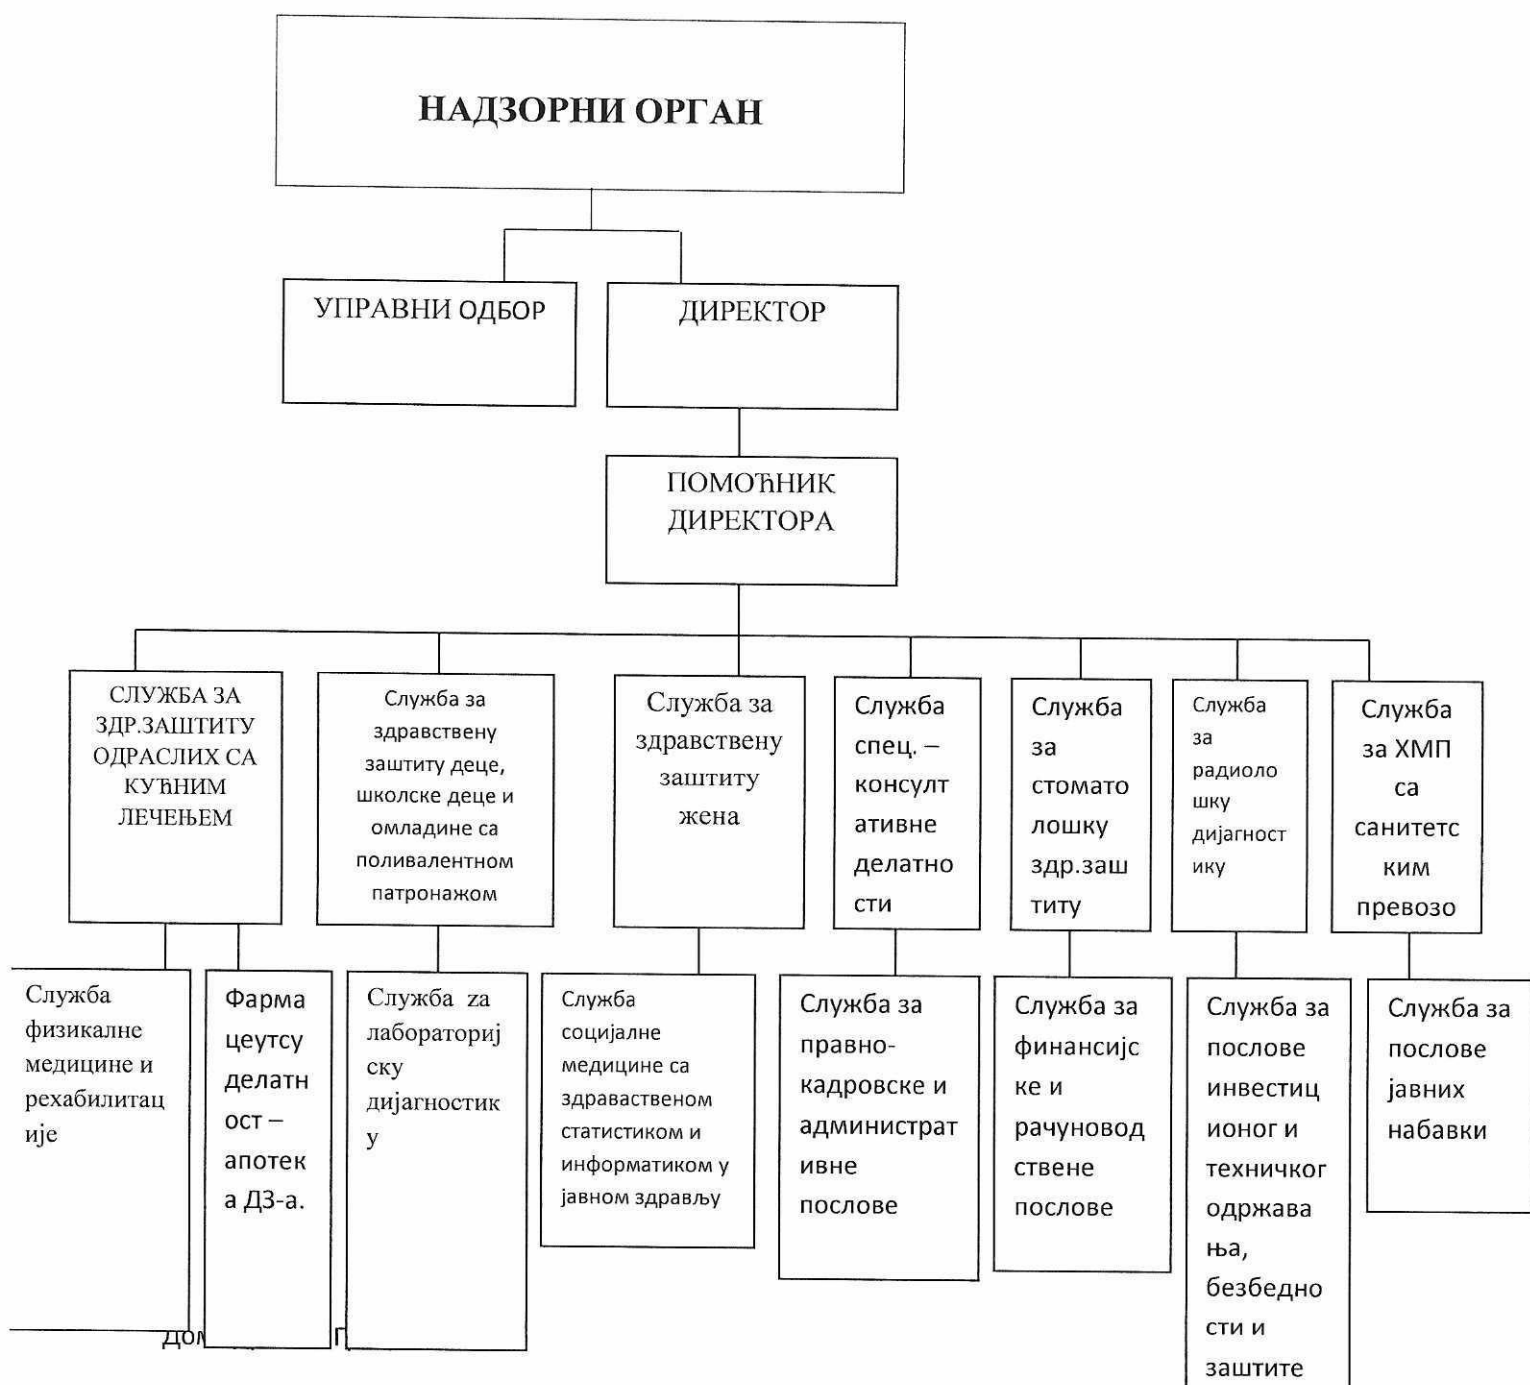 НАДЗОРНИ ОРГАН
УПРАВНИ ОДБОР
ДИРЕКТОР
ПОМОЋНИК
ДИРЕКТОРА
СЛУЖБА ЗА
ЗДР.ЗАШТИТУ
ОДРАСЛИХ СА
КУЋНИМ
ЛЕЧЕЊЕМ
Служба за
здравствену
заштиту деце,
школске деце и
омладине са
поливалентном
патронажом
Служба за
здравствену
заштиту
жена
Служба
спец. –
консулт
ативне
делатно
сти
Служба
за
стомато
лошку
здр.заш
титу
Служба
за
радиоло
шку
дијагност
ику
Служба
за ХМП
са
санитетс
ким
превозо
Служба
физикалне
медицине и
рехабилитац
ије
Фарма
цеутсу
делатн
ост –
апотек
а ДЗ-а.
Служба zа
лабораториј
ску
дијагностик
у
Служба
социјалне
медицине са
здраваственом
статистиком и
информатиком у
јавном здрављу
Служба за
правно-
кадровске и
администрат
ивне
послове
Служба за
финансијс
ке и
рачуновод
ствене
послове
Служба за
послове
инвестиц
ионог и
техничког
одржава
ња,
безбедно
сти и
заштите
Служба за
послове
јавних
набавки